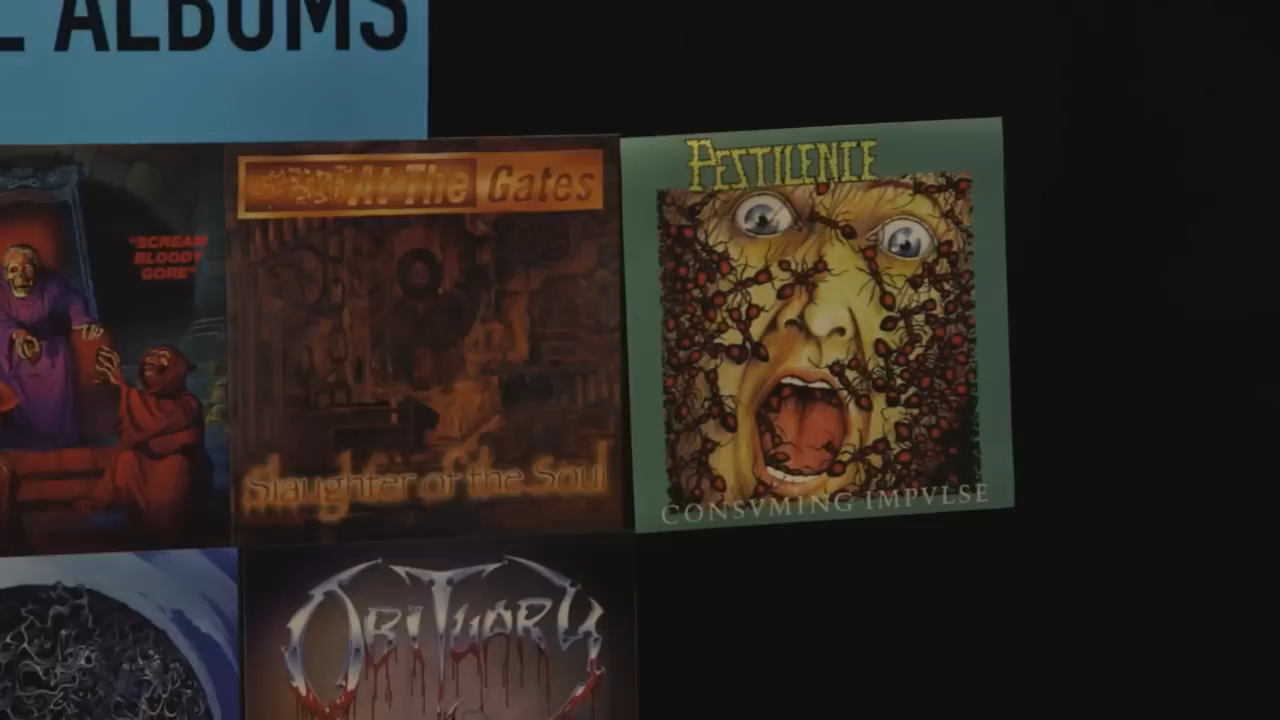 ALBUMS
"SCREAM
BLOODY
GORE"
At The Gates
Slaughter of the Soul
PESTILENCE
CONSVMING IMPVLSE
OBITUARY